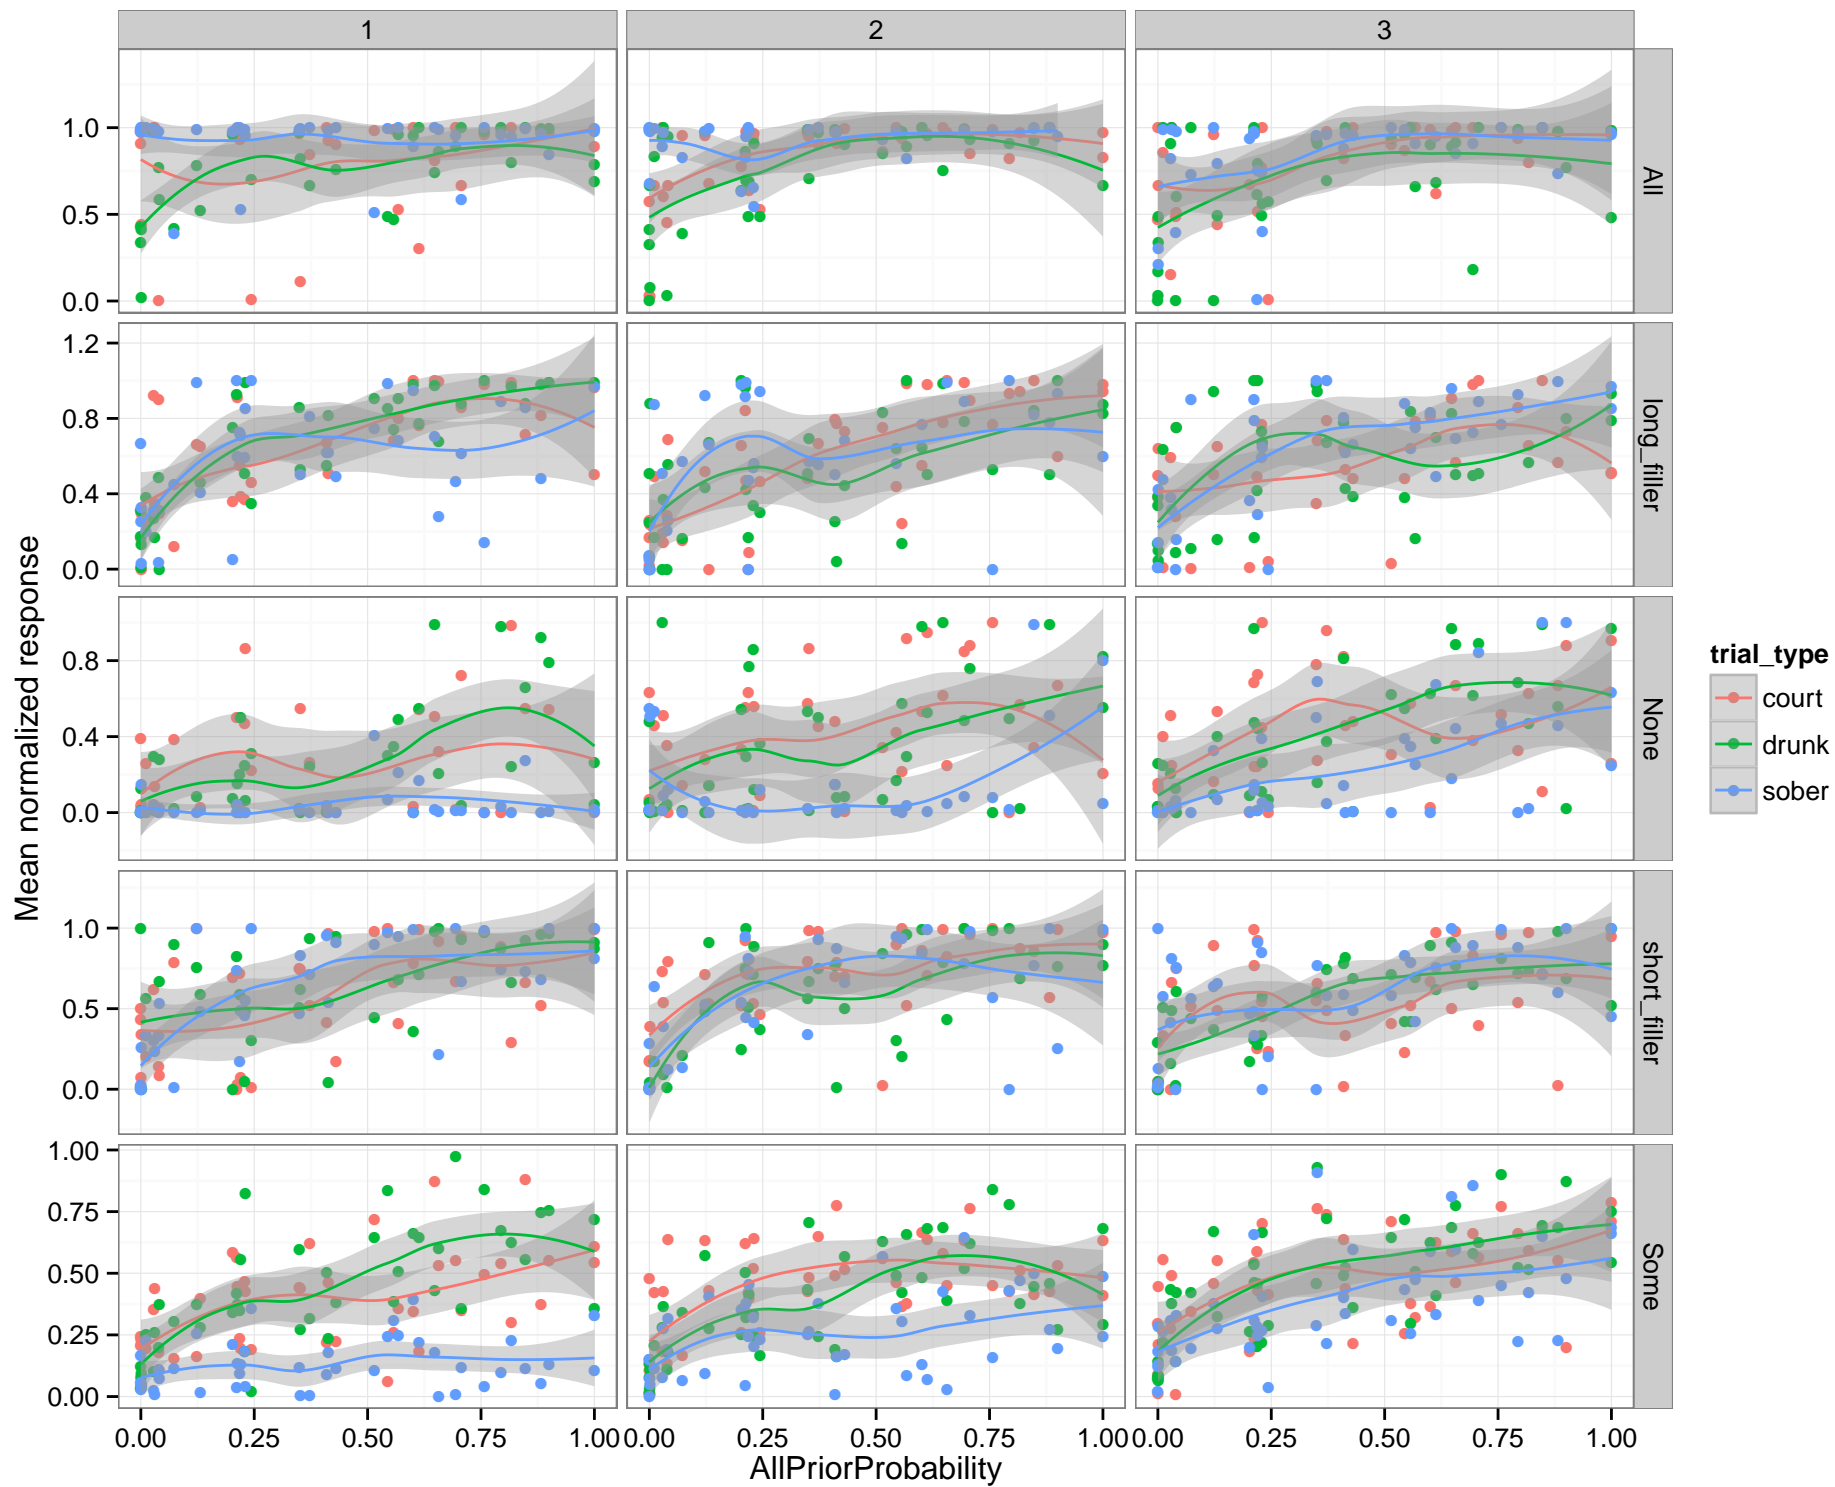 1 2 3
1.0
0.5
0.0
All
1.2
0.8
0.4
0.0
long_filler
0.8
0.4
0.0
None
1.0
0.5
0.0
short_filler
1.00
0.75
0.50
0.25
0.00
Some
0.00 0.25 0.50 0.75 1.00 0.00 0.25 0.50 0.75 1.00 0.00 0.25 0.50 0.75 1.00
AllPriorProbability
Mean normalized response
trial_type
court
drunk
sober